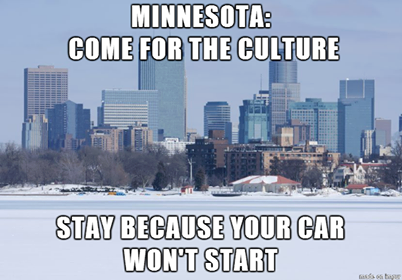 MINNESOTA:
COME FOR THE CULTURE
STAY BECAUSE YOUR CAR
WON'T START
made on imgur